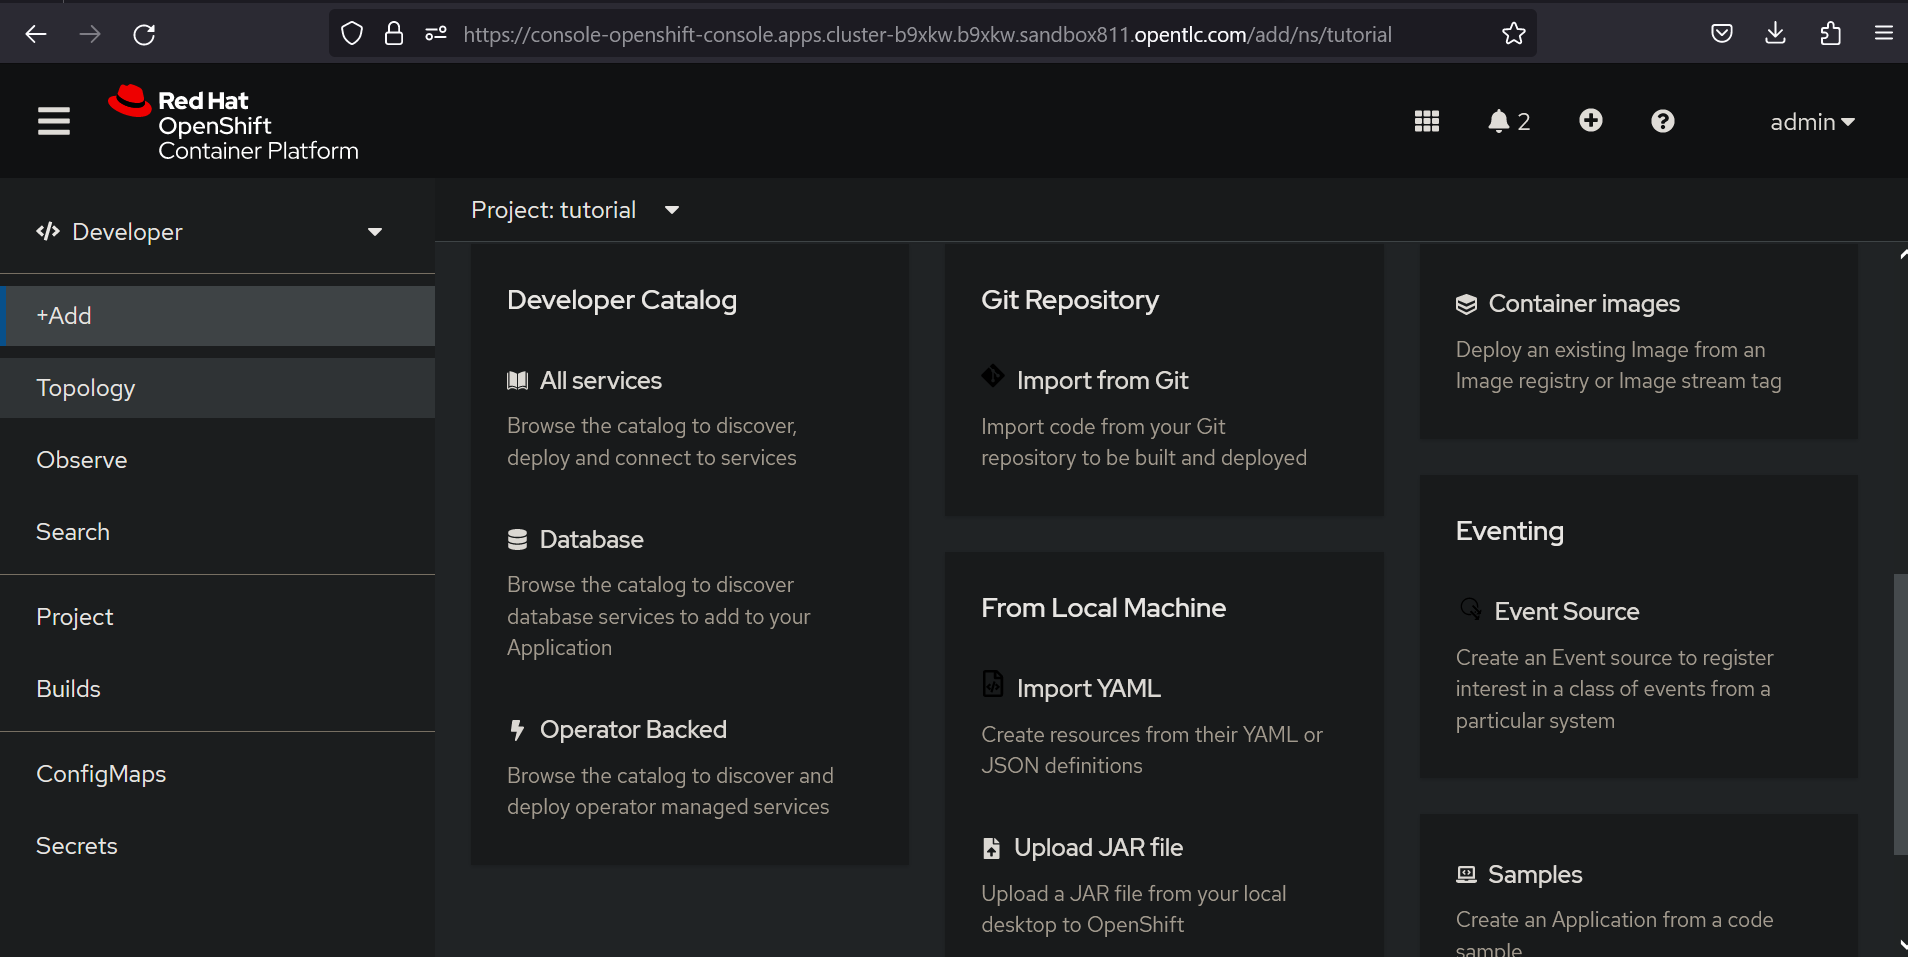 https://console-openshift-console.apps.cluster-b9xkw.b9xkw.sandbox811.opentlc.com/add/ns/tutorial
Red Hat
OpenShift
Container Platform
2
admin
Developer
+Add
Topology
Observe
Search
Project
Builds
ConfigMaps
Secrets
Project: tutorial
Developer Catalog
All services
Browse the catalog to discover,
deploy and connect to services
Database
Browse the catalog to discover
database services to add to your
Application
Operator Backed
Browse the catalog to discover and
deploy operator managed services
Git Repository
Import from Git
Import code from your Git
repository to be built and deployed
From Local Machine
Import YAML
Create resources from their YAML or
JSON definitions
Upload JAR file
Upload a JAR file from your local
desktop to OpenShift
Container images
Deploy an existing Image from an
Image registry or Image stream tag
Eventing
Event Source
Create an Event source to register
interest in a class of events from a
particular system
Samples
Create an Application from a code
sample